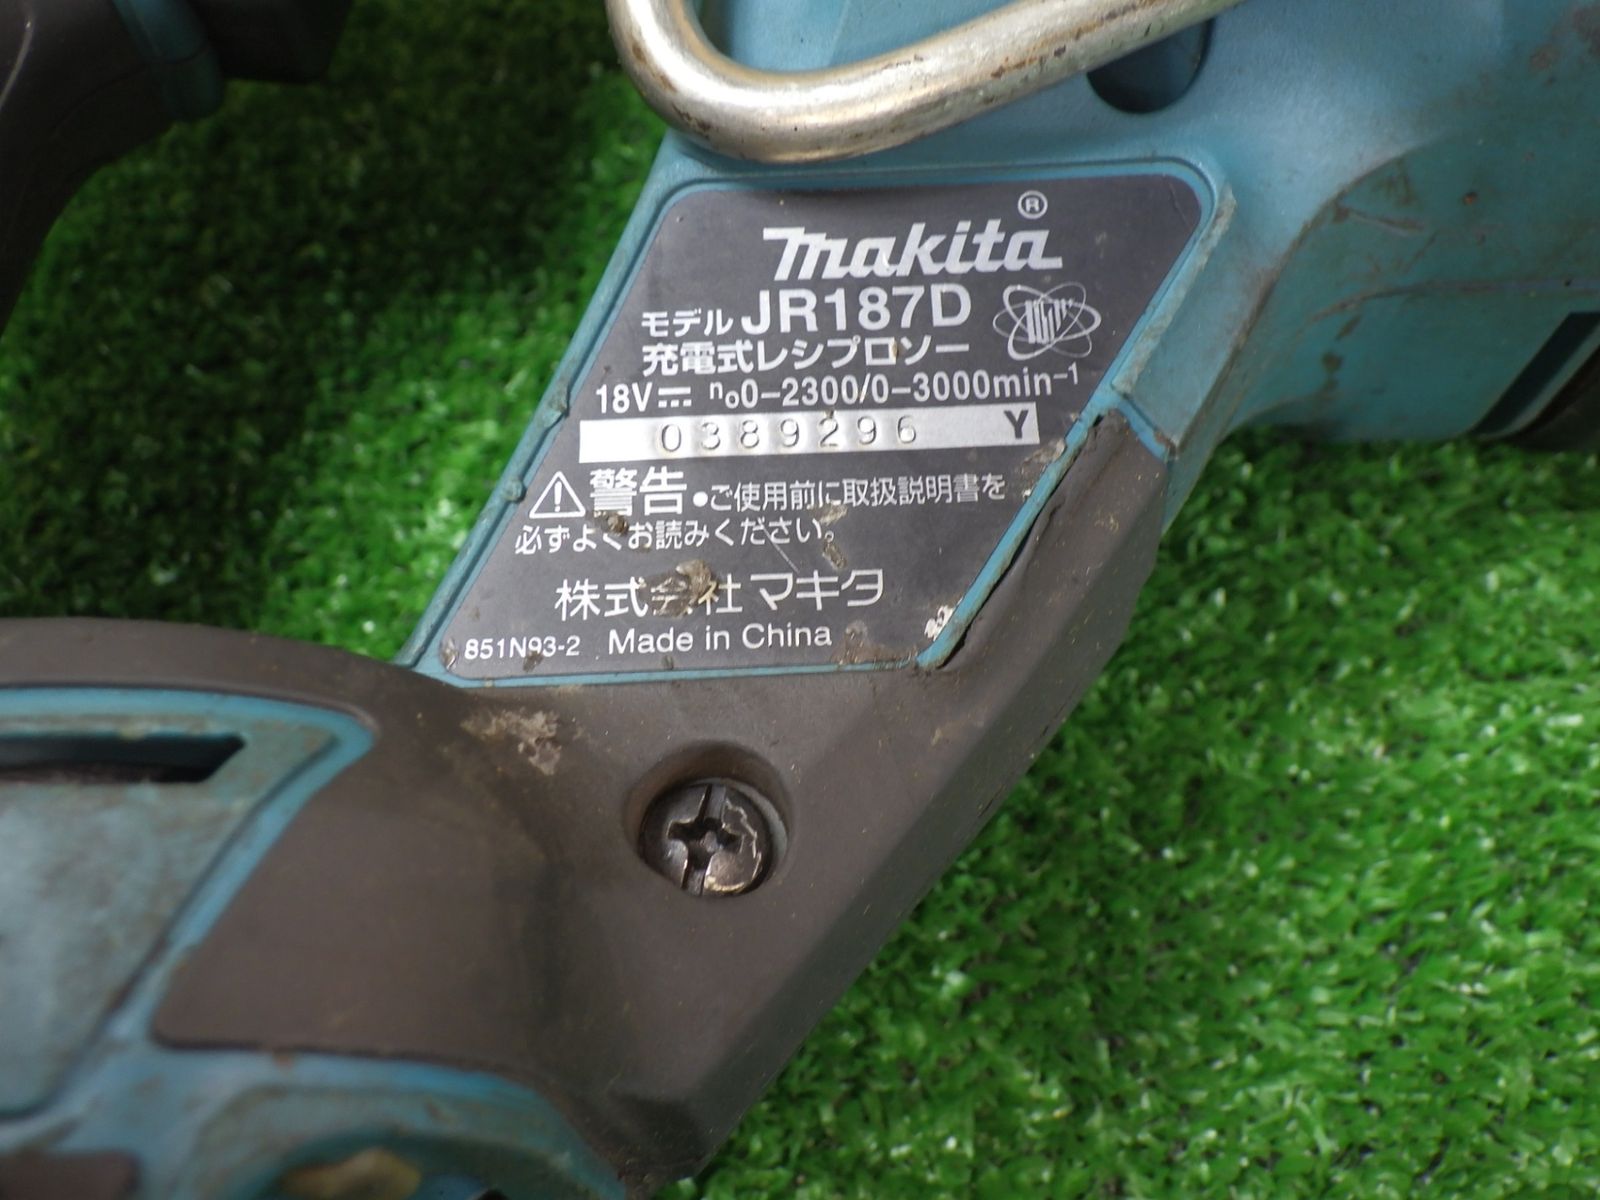 makita®
モデル JR187D
充電式レシプロソー
18V⎓ n₀0-2300/0-3000min⁻¹
0389296 Y
⚠警告 ●ご使用前に取扱説明書を
必ずよくお読みください。
株式会社マキタ
851N93-2 Made in China